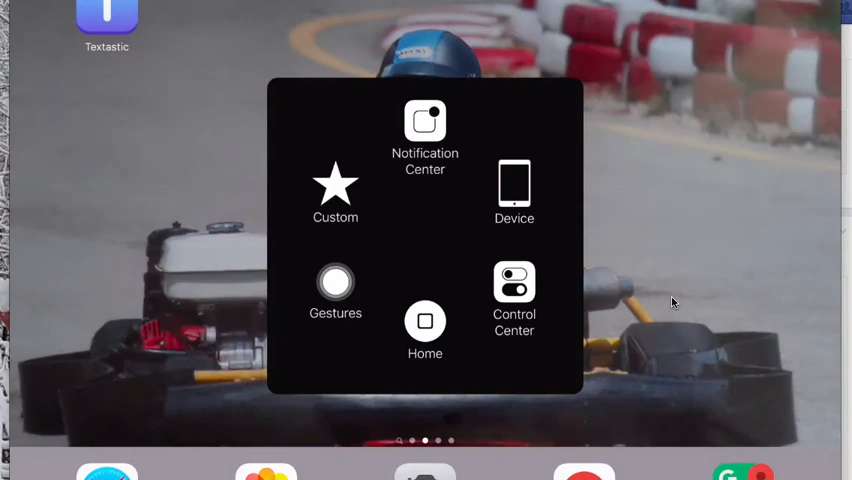 Textastic
Notification
Center
Custom
Device
Gestures
Control
Center
Home